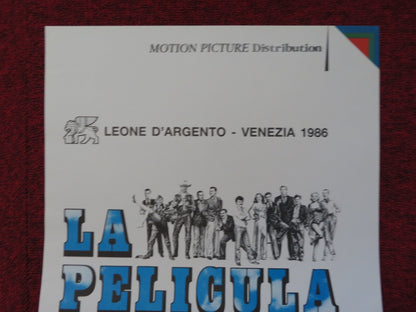 MOTION PICTURE Distribution
LEONE D'ARGENTO - VENEZIA 1986
LA
PELICULA